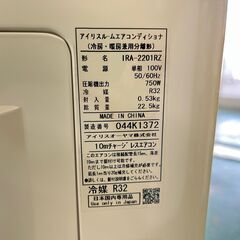 アイリスルームエアコンディショナ
(冷房・暖房兼用分離形)
形名 IRA-2201RZ
電源 単相 100V
50/60Hz
圧縮機出力 750W
冷媒 R32
封入量 0.53kg
質量 22.5kg
製造番号 044K1372
アイリスオーヤマ株式会社
10mチャージレスエアコン
冷媒 R32
日本国内専用品
Use only in Japan